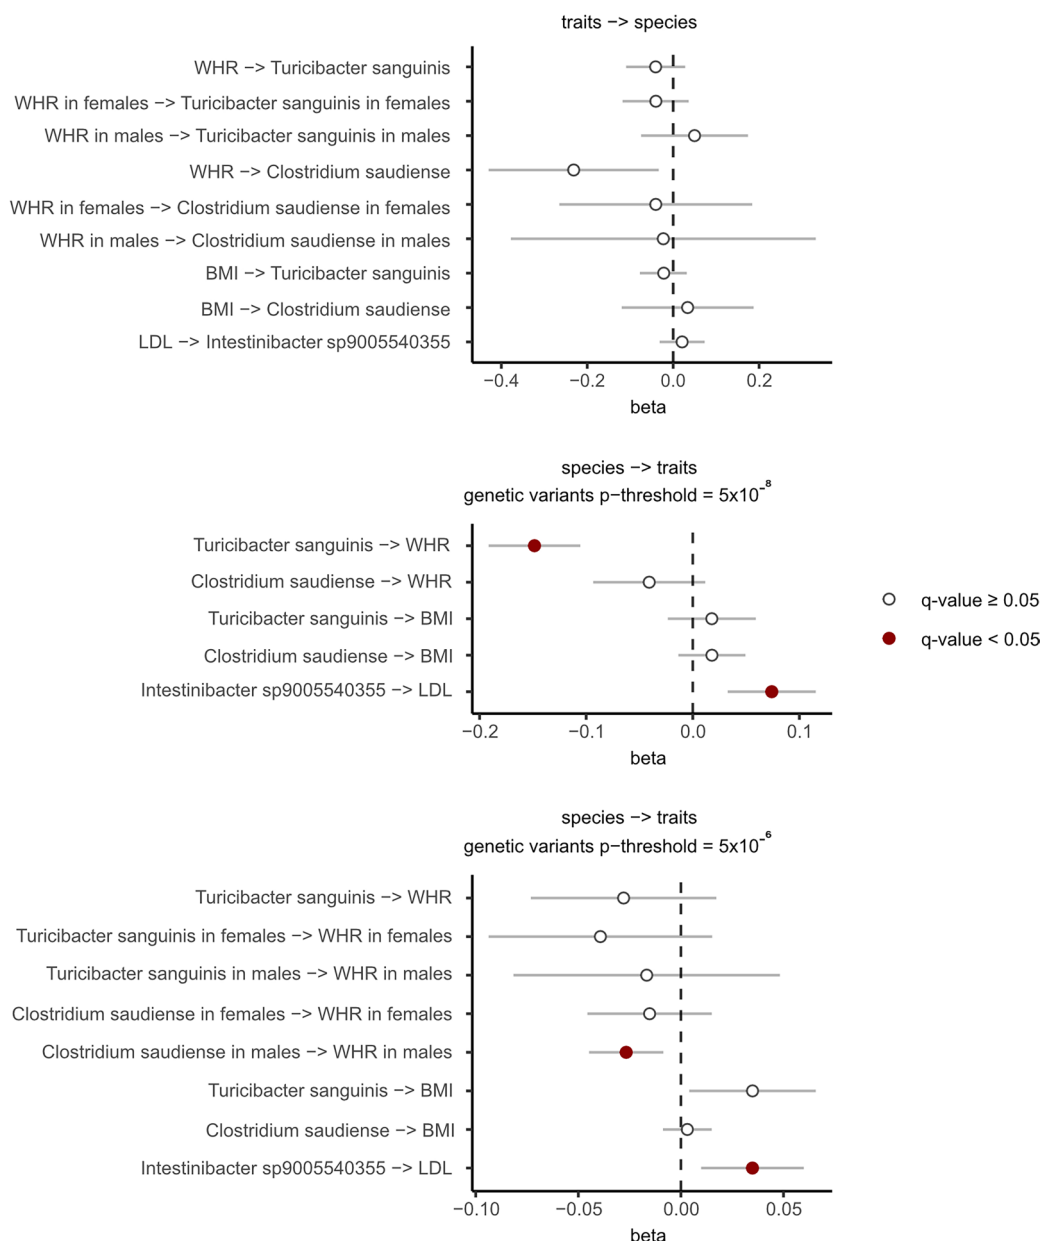 traits −> species
WHR −> Turicibacter sanguinis
WHR in females −> Turicibacter sanguinis in females
WHR in males −> Turicibacter sanguinis in males
WHR −> Clostridium saudiense
WHR in females −> Clostridium saudiense in females
WHR in males −> Clostridium saudiense in males
BMI −> Turicibacter sanguinis
BMI −> Clostridium saudiense
LDL −> Intestinibacter sp9005540355
−0.4 −0.2 0.0 0.2
beta
species −> traits
genetic variants p−threshold = 5x10⁻⁸
Turicibacter sanguinis −> WHR
Clostridium saudiense −> WHR
Turicibacter sanguinis −> BMI
Clostridium saudiense −> BMI
Intestinibacter sp9005540355 −> LDL
−0.2 −0.1 0.0 0.1
beta
q-value ≥ 0.05
q-value < 0.05
species −> traits
genetic variants p−threshold = 5x10⁻⁶
Turicibacter sanguinis −> WHR
Turicibacter sanguinis in females −> WHR in females
Turicibacter sanguinis in males −> WHR in males
Clostridium saudiense in females −> WHR in females
Clostridium saudiense in males −> WHR in males
Turicibacter sanguinis −> BMI
Clostridium saudiense −> BMI
Intestinibacter sp9005540355 −> LDL
−0.10 −0.05 0.00 0.05
beta